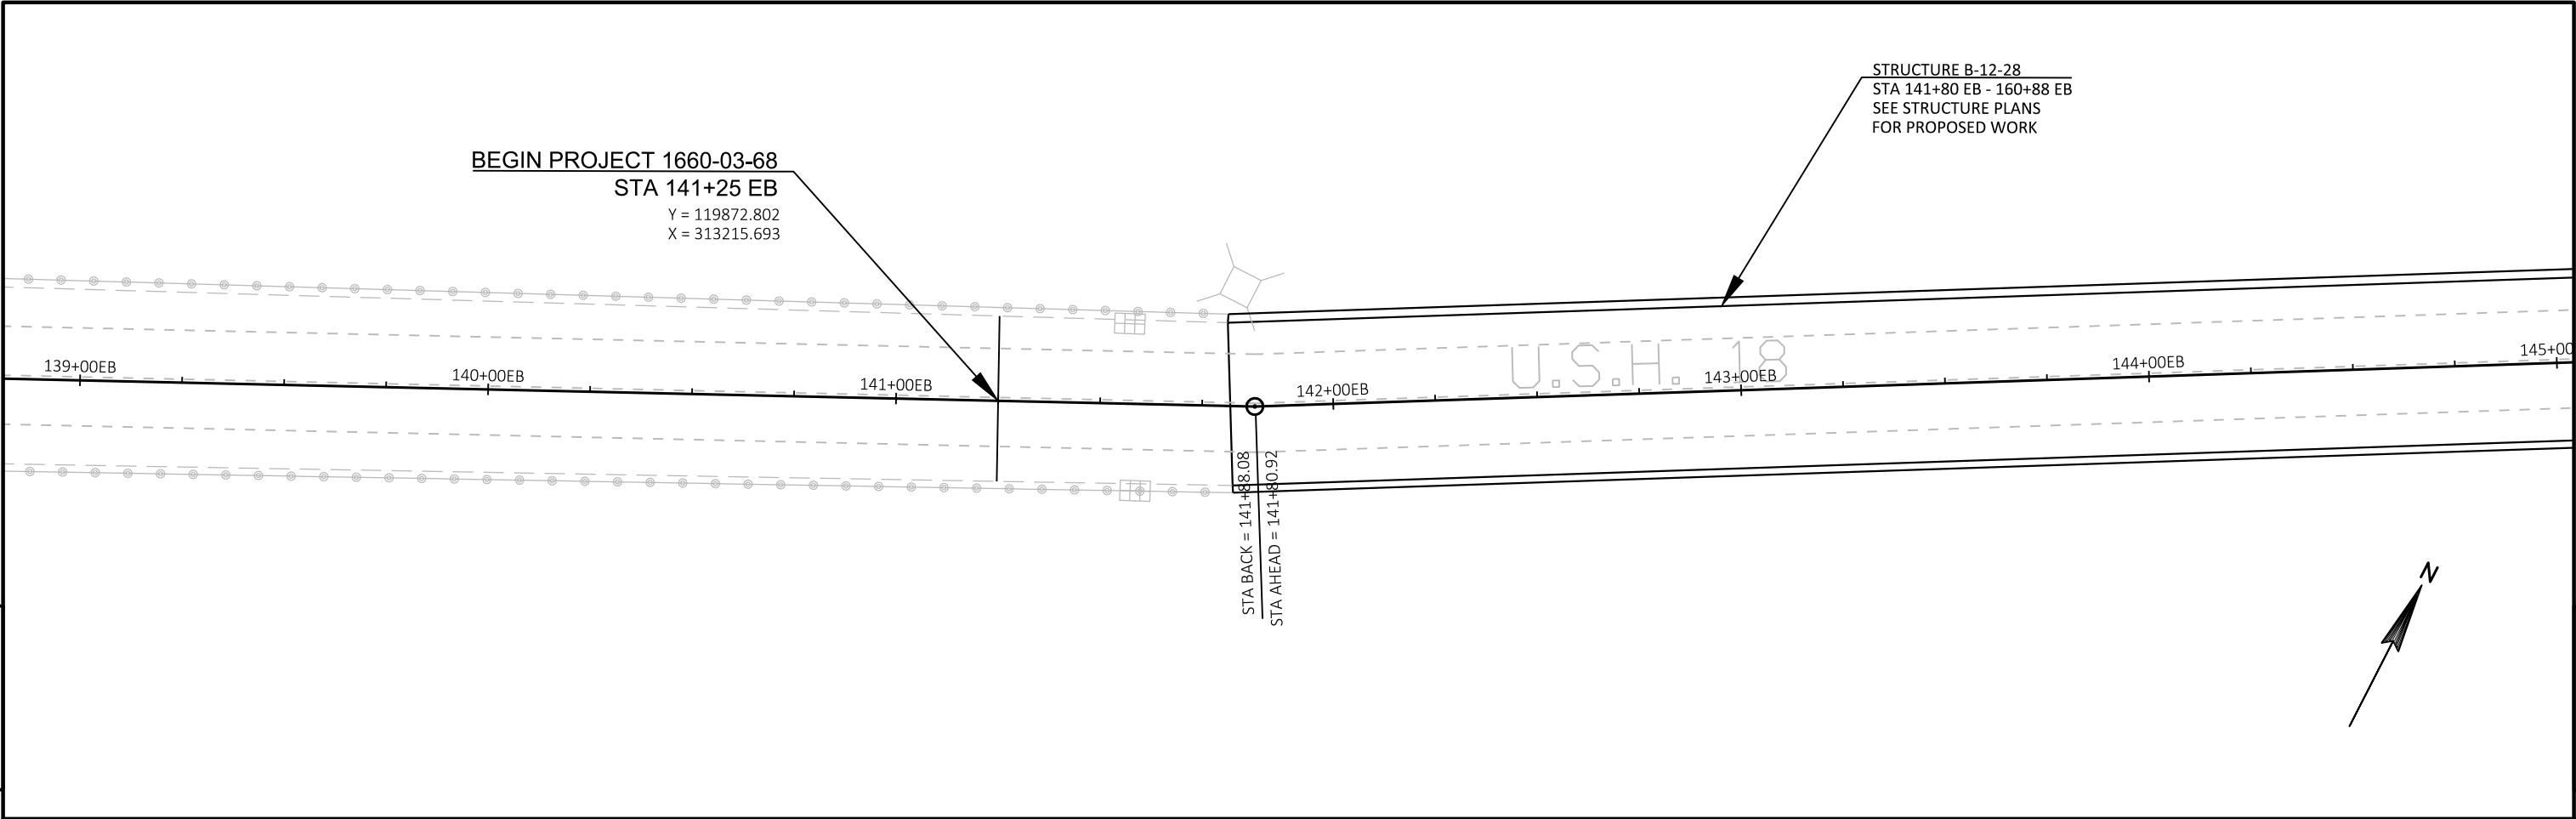 STRUCTURE B-12-28
STA 141+80 EB - 160+88 EB
SEE STRUCTURE PLANS
FOR PROPOSED WORK
BEGIN PROJECT 1660-03-68
STA 141+25 EB
Y = 119872.802
X = 313215.693
U.S.H. 18
139+00EB
140+00EB
141+00EB
142+00EB
143+00EB
144+00EB
145+00
STA BACK = 141+88.08
STA AHEAD = 141+80.92
N